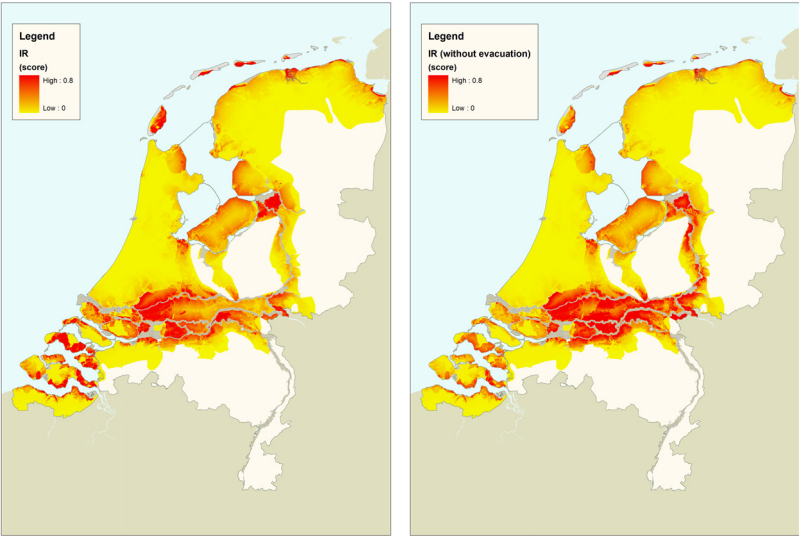 Legend
IR
(score)
High : 0.8
Low : 0
Legend
IR (without evacuation)
(score)
High : 0.8
Low : 0